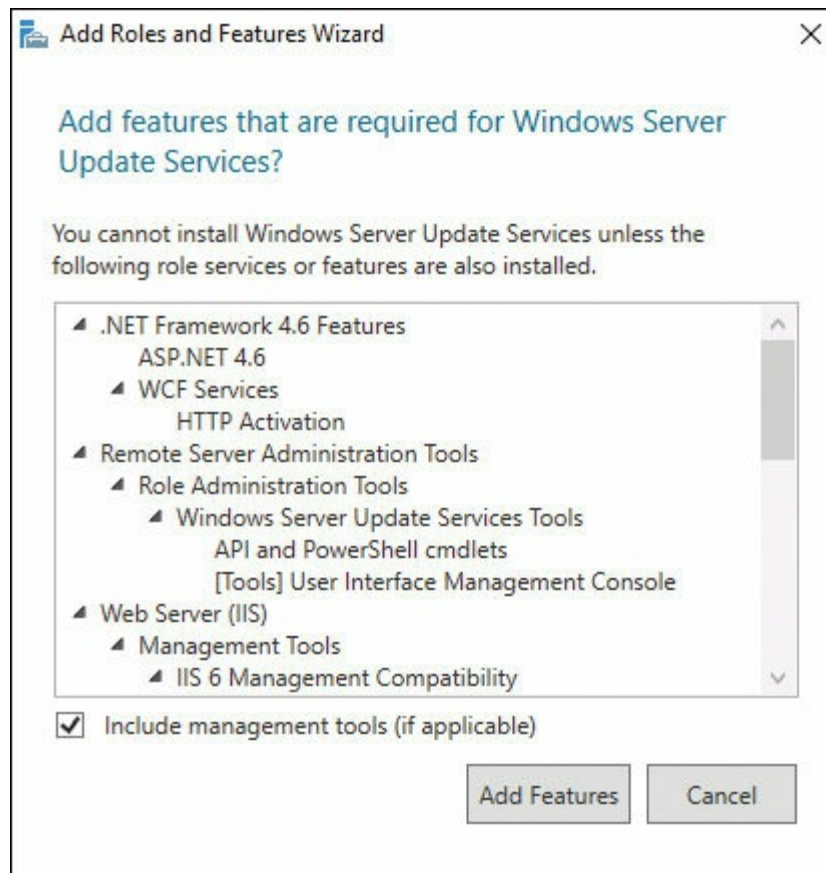 Add Roles and Features Wizard
Add features that are required for Windows Server
Update Services?
You cannot install Windows Server Update Services unless the
following role services or features are also installed.
.NET Framework 4.6 Features
ASP.NET 4.6
WCF Services
HTTP Activation
Remote Server Administration Tools
Role Administration Tools
Windows Server Update Services Tools
API and PowerShell cmdlets
[Tools] User Interface Management Console
Web Server (IIS)
Management Tools
IIS 6 Management Compatibility
Include management tools (if applicable)
Add Features Cancel